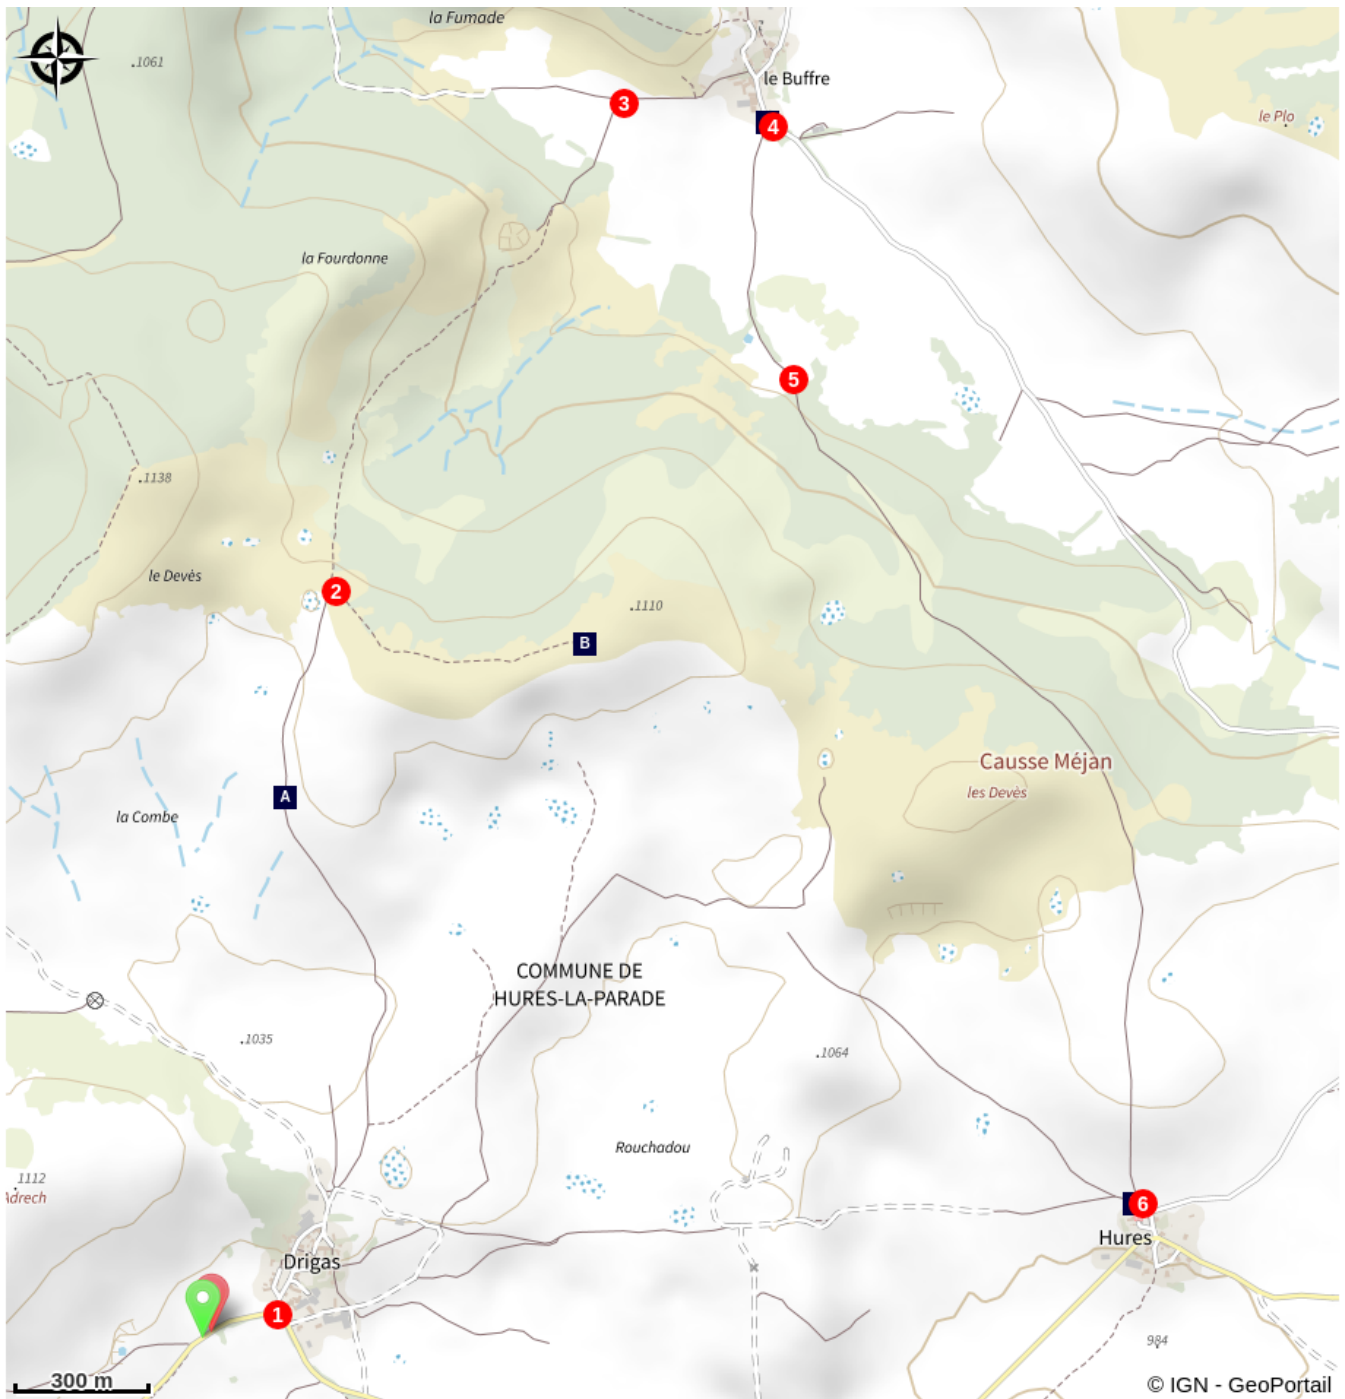 la Fumade
.1061
le Buffre
3
4
le Plo
la Fourdonne
5
.1138
le Devès
2
.1110
B
Causse Méjan
les Devès
A
la Combe
COMMUNE DE
HURES-LA-PARADE
.1035
.1064
Rouchadou
1112
Adrech
6
Hures
Drigas
1
984
300 m
© IGN - GeoPortail